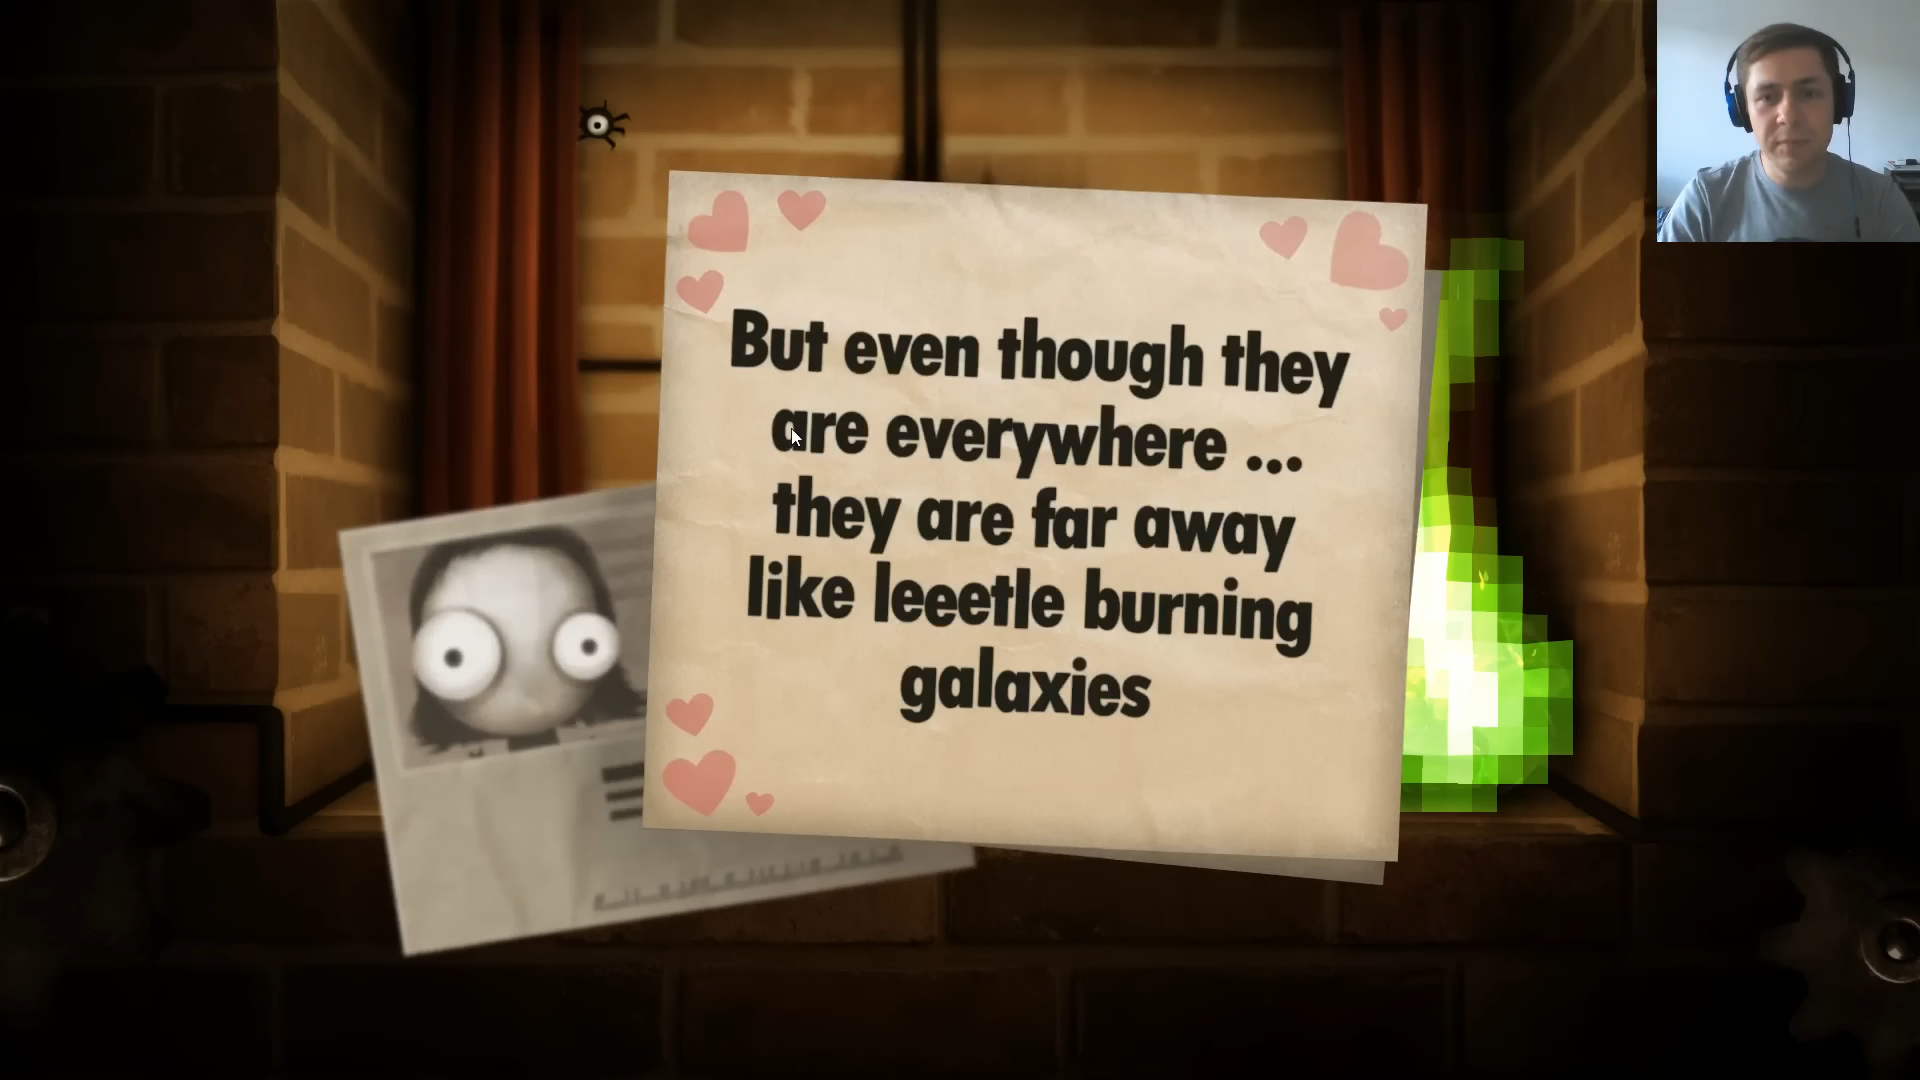 But even though they
are everywhere ...
they are far away
like leeetle burning
galaxies